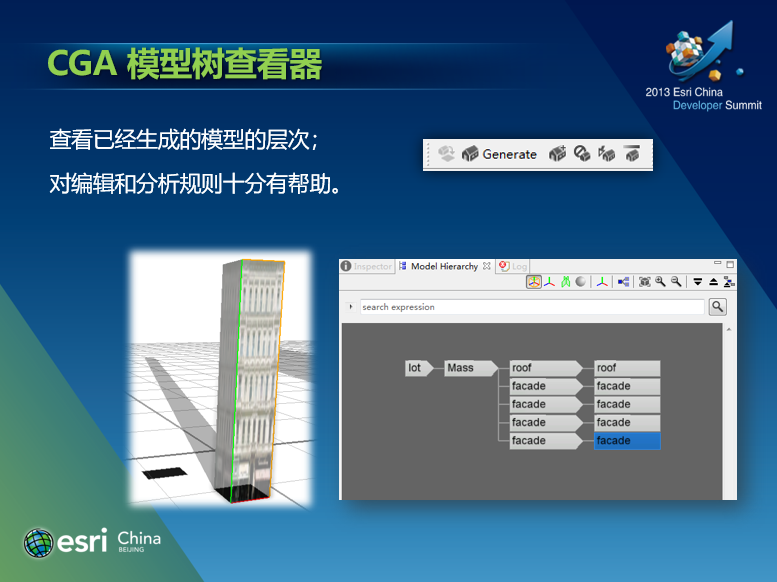 CGA 模型树查看器
2013 Esri China
Developer Summit
查看已经生成的模型的层次；
对编辑和分析规则十分有帮助。
Generate
Inspector
Model Hierarchy
Log
search expression
lot
Mass
roof
roof
facade
facade
facade
facade
facade
facade
facade
facade
esri China
BEIJING